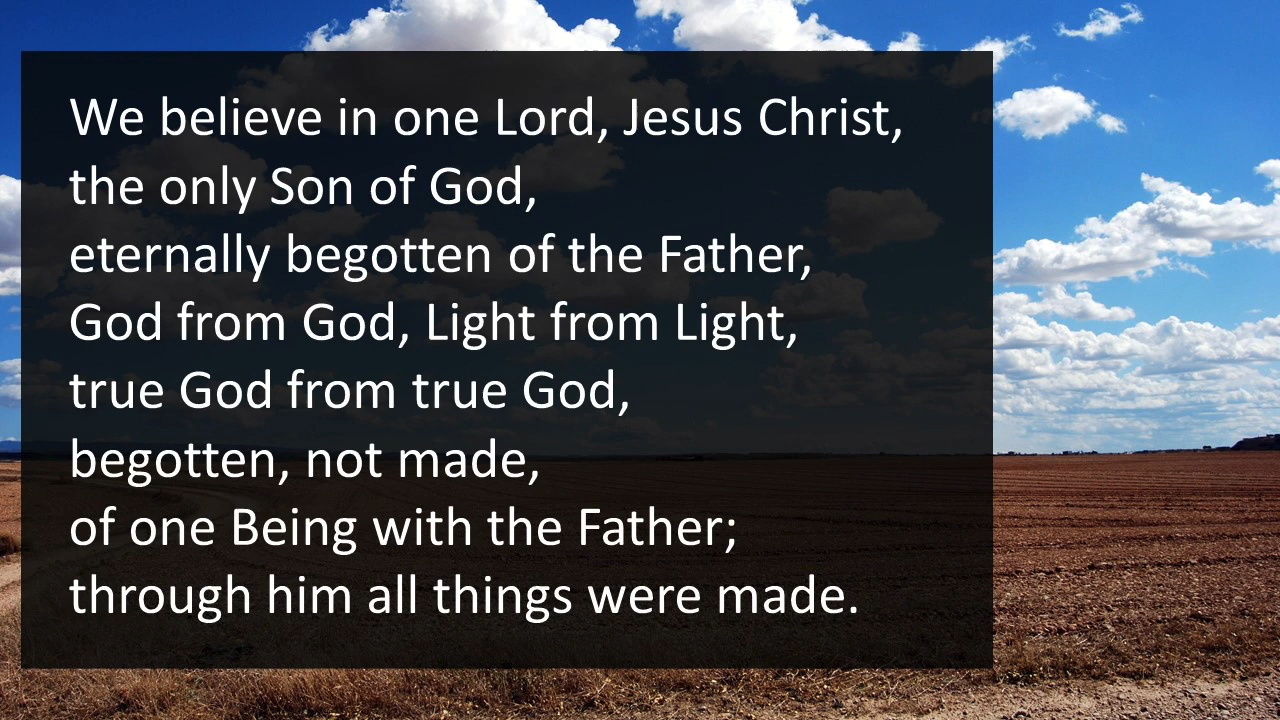 We believe in one Lord, Jesus Christ,
the only Son of God,
eternally begotten of the Father,
God from God, Light from Light,
true God from true God,
begotten, not made,
of one Being with the Father;
through him all things were made.